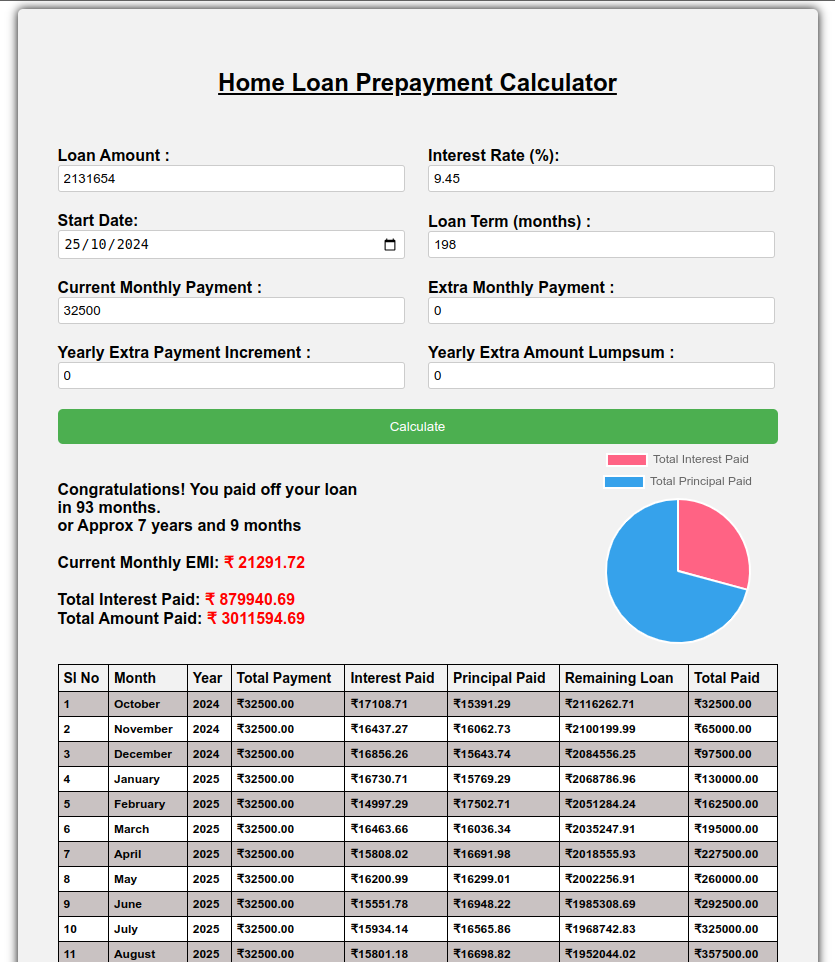 Home Loan Prepayment Calculator
Loan Amount : Interest Rate (%):
2131654 9.45
Start Date: Loan Term (months) :
25/10/2024 198
Current Monthly Payment : Extra Monthly Payment :
32500 0
Yearly Extra Payment Increment : Yearly Extra Amount Lumpsum :
0 0
Calculate
Total Interest Paid
Total Principal Paid
Congratulations! You paid off your loan
in 93 months.
or Approx 7 years and 9 months
Current Monthly EMI: ₹ 21291.72
Total Interest Paid: ₹ 879940.69
Total Amount Paid: ₹ 3011594.69
Sl No Month Year Total Payment Interest Paid Principal Paid Remaining Loan Total Paid
1 October 2024 ₹32500.00 ₹17108.71 ₹15391.29 ₹2116262.71 ₹32500.00
2 November 2024 ₹32500.00 ₹16437.27 ₹16062.73 ₹2100199.99 ₹65000.00
3 December 2024 ₹32500.00 ₹16856.26 ₹15643.74 ₹2084556.25 ₹97500.00
4 January 2025 ₹32500.00 ₹16730.71 ₹15769.29 ₹2068786.96 ₹130000.00
5 February 2025 ₹32500.00 ₹14997.29 ₹17502.71 ₹2051284.24 ₹162500.00
6 March 2025 ₹32500.00 ₹16463.66 ₹16036.34 ₹2035247.91 ₹195000.00
7 April 2025 ₹32500.00 ₹15808.02 ₹16691.98 ₹2018555.93 ₹227500.00
8 May 2025 ₹32500.00 ₹16200.99 ₹16299.01 ₹2002256.91 ₹260000.00
9 June 2025 ₹32500.00 ₹15551.78 ₹16948.22 ₹1985308.69 ₹292500.00
10 July 2025 ₹32500.00 ₹15934.14 ₹16565.86 ₹1968742.83 ₹325000.00
11 August 2025 ₹32500.00 ₹15801.18 ₹16698.82 ₹1952044.02 ₹357500.00